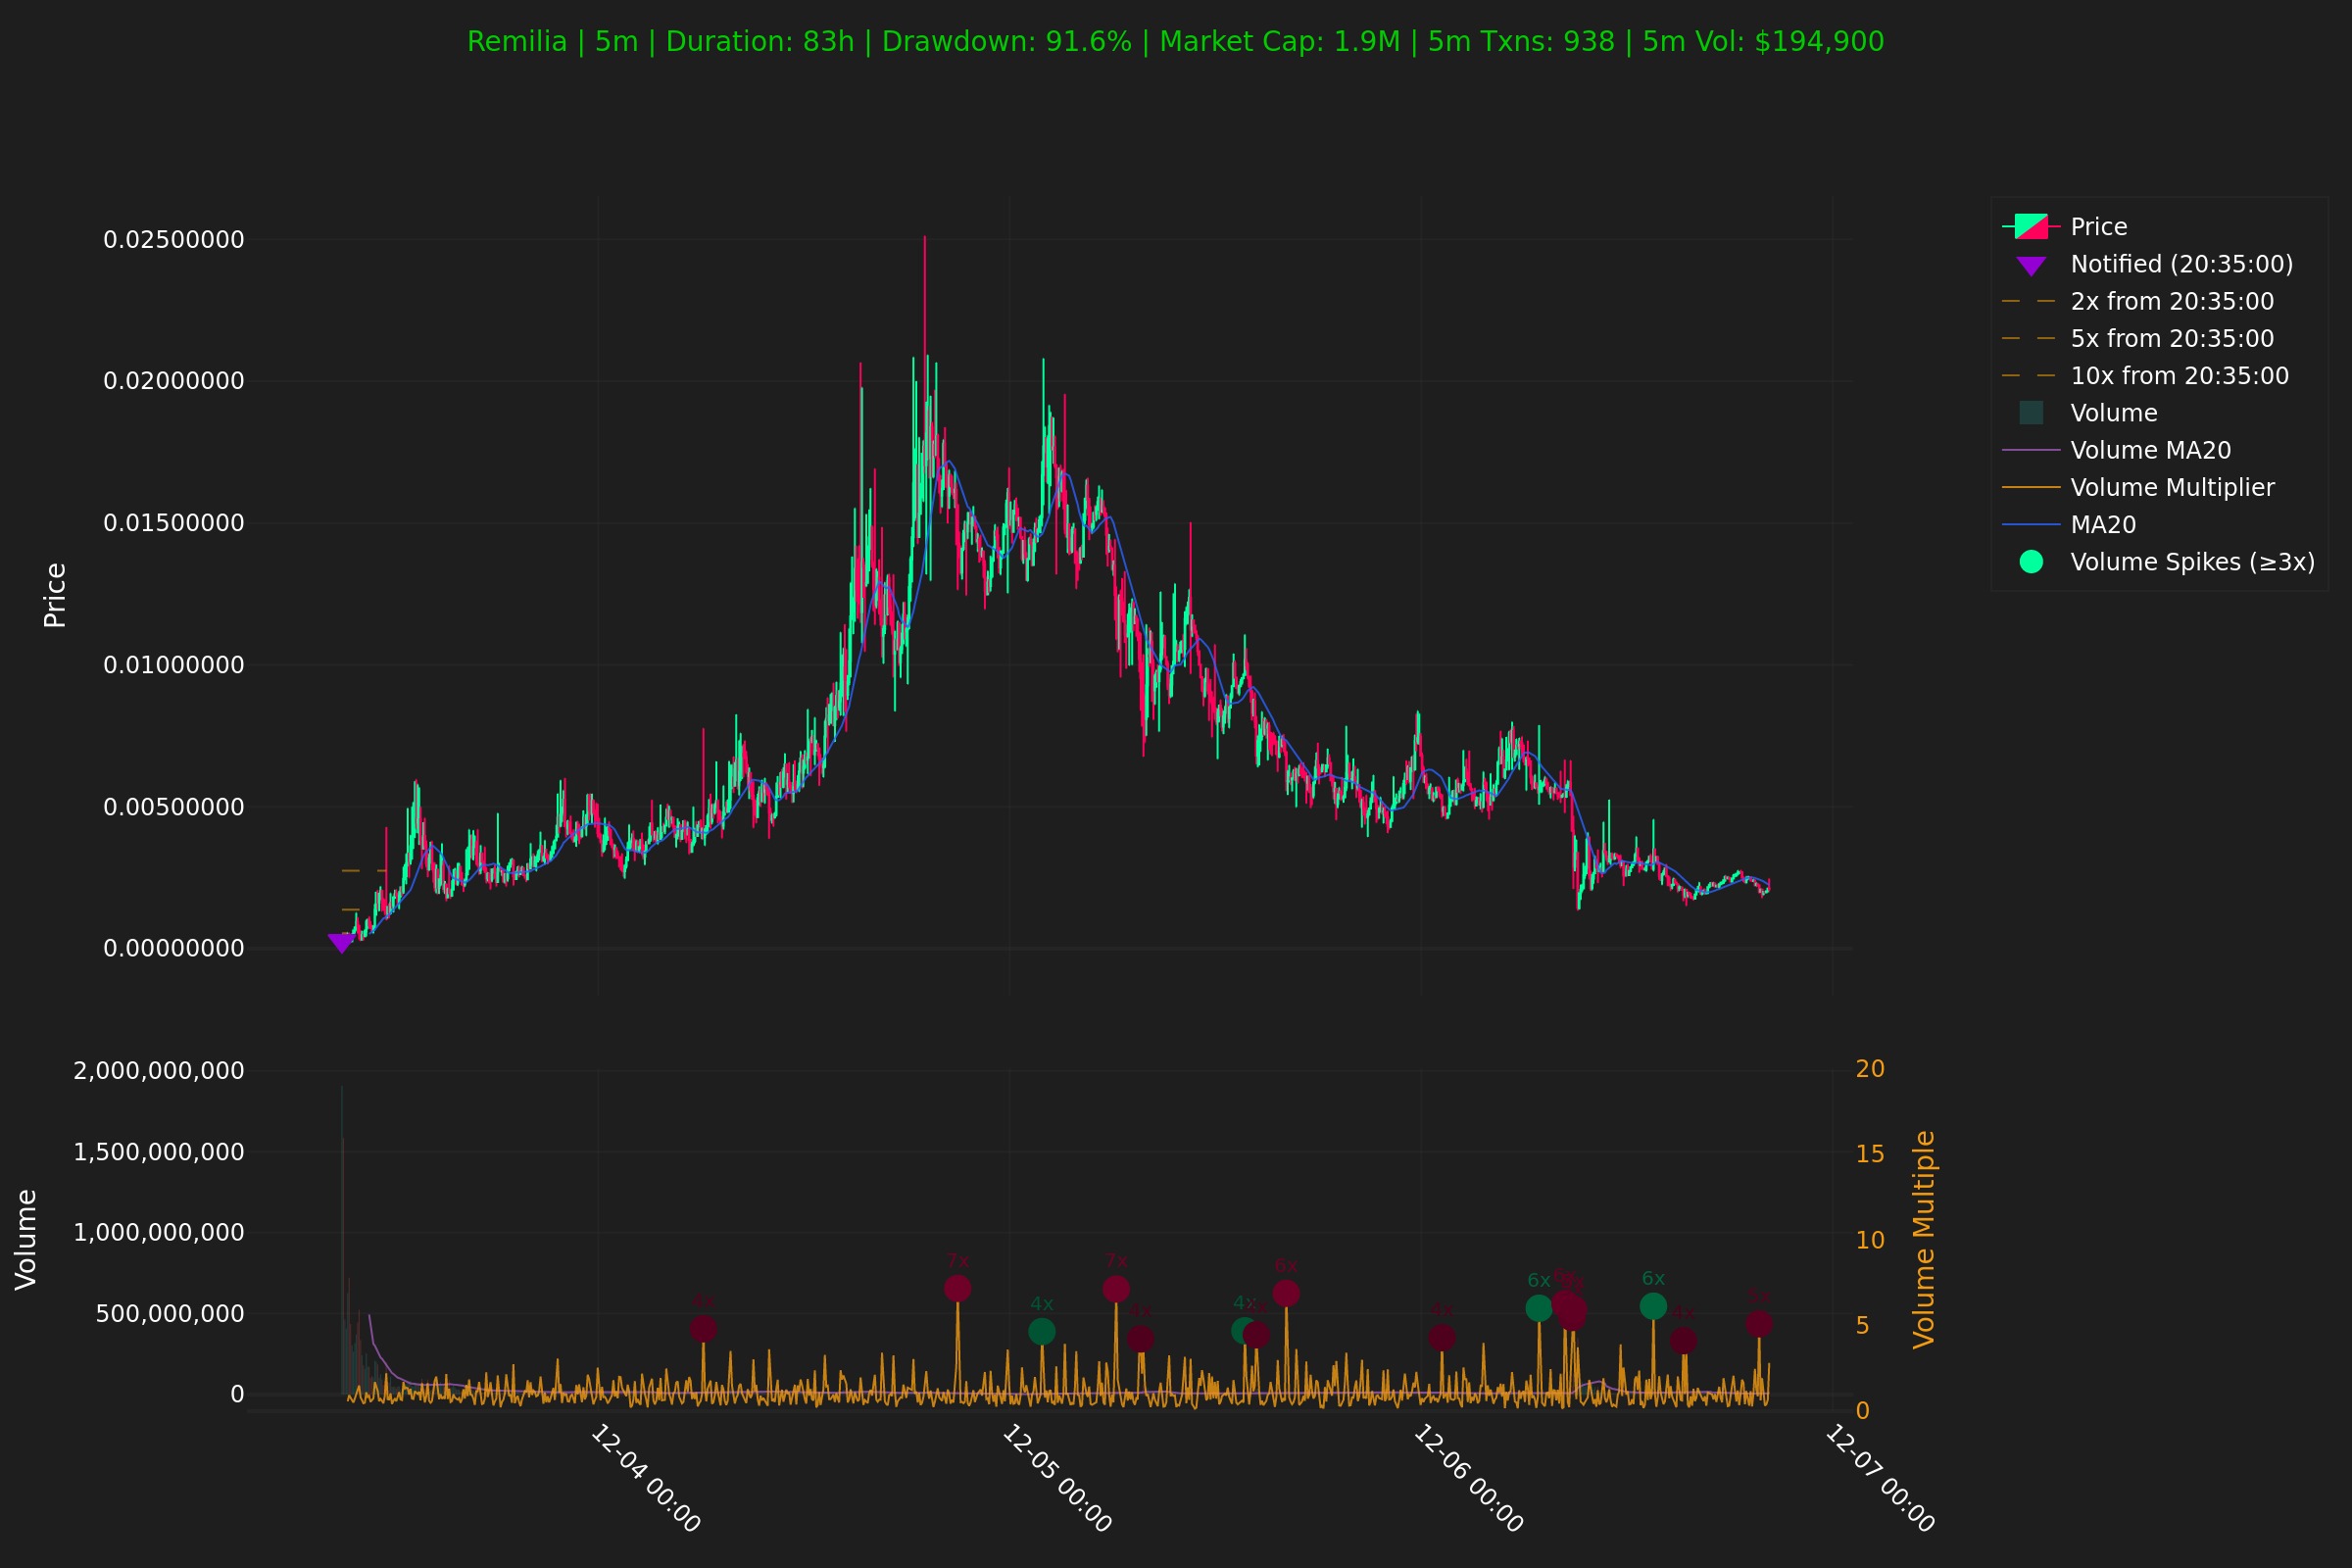 Remilia | 5m | Duration: 83h | Drawdown: 91.6% | Market Cap: 1.9M | 5m Txns: 938 | 5m Vol: $194,900
Price
0.02500000
0.02000000
0.01500000
0.01000000
0.00500000
0.00000000
Price
Notified (20:35:00)
2x from 20:35:00
5x from 20:35:00
10x from 20:35:00
Volume
Volume MA20
Volume Multiplier
MA20
Volume Spikes (≥3x)
Volume
2,000,000,000
1,500,000,000
1,000,000,000
500,000,000
0
7x
4x
7x
4x
4x
6x
4x
6x
6x
6x
4x
5x
20
15
10
5
0
Volume Multiple
12-04 00:00
12-05 00:00
12-06 00:00
12-07 00:00